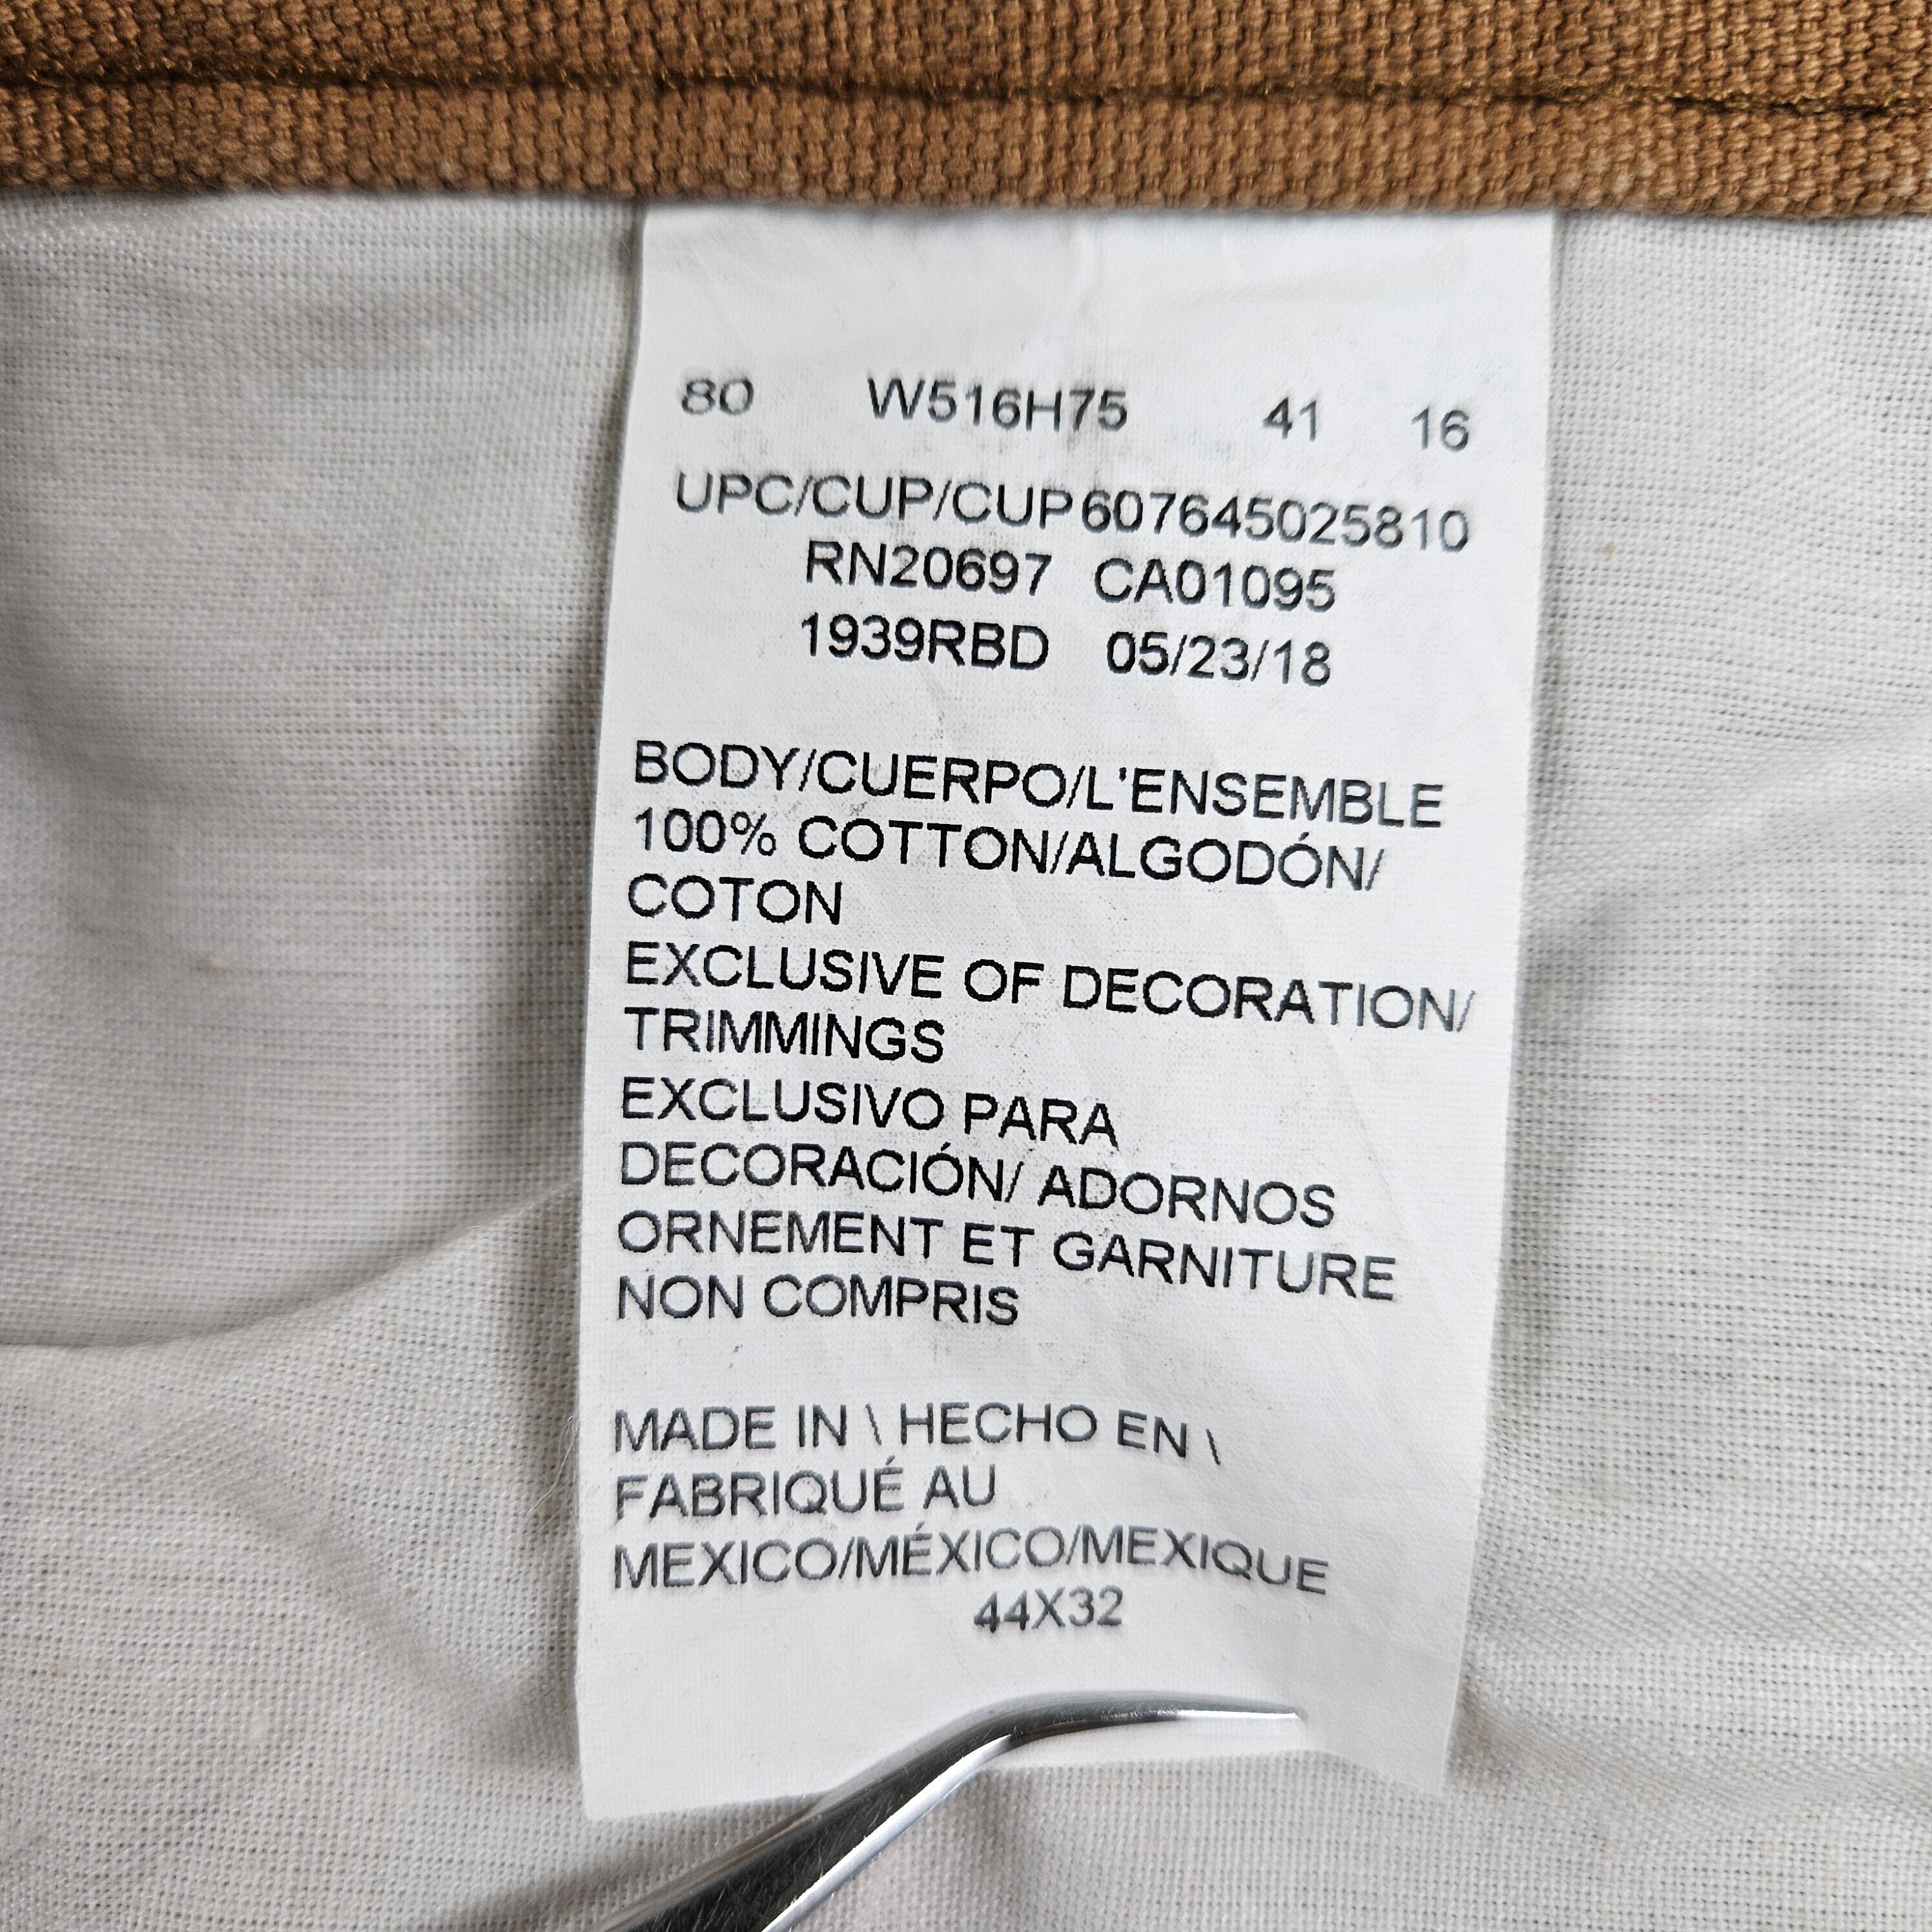 80 W516H75 41 16
UPC/CUP/CUP607645025810
RN20697 CA01095
1939RBD 05/23/18
BODY/CUERPO/L'ENSEMBLE
100% COTTON/ALGODÓN/
COTON
EXCLUSIVE OF DECORATION/
TRIMMINGS
EXCLUSIVO PARA
DECORACIÓN/ ADORNOS
ORNEMENT ET GARNITURE
NON COMPRIS
MADE IN \ HECHO EN \
FABRIQUÉ AU
MEXICO/MÉXICO/MEXIQUE
44X32